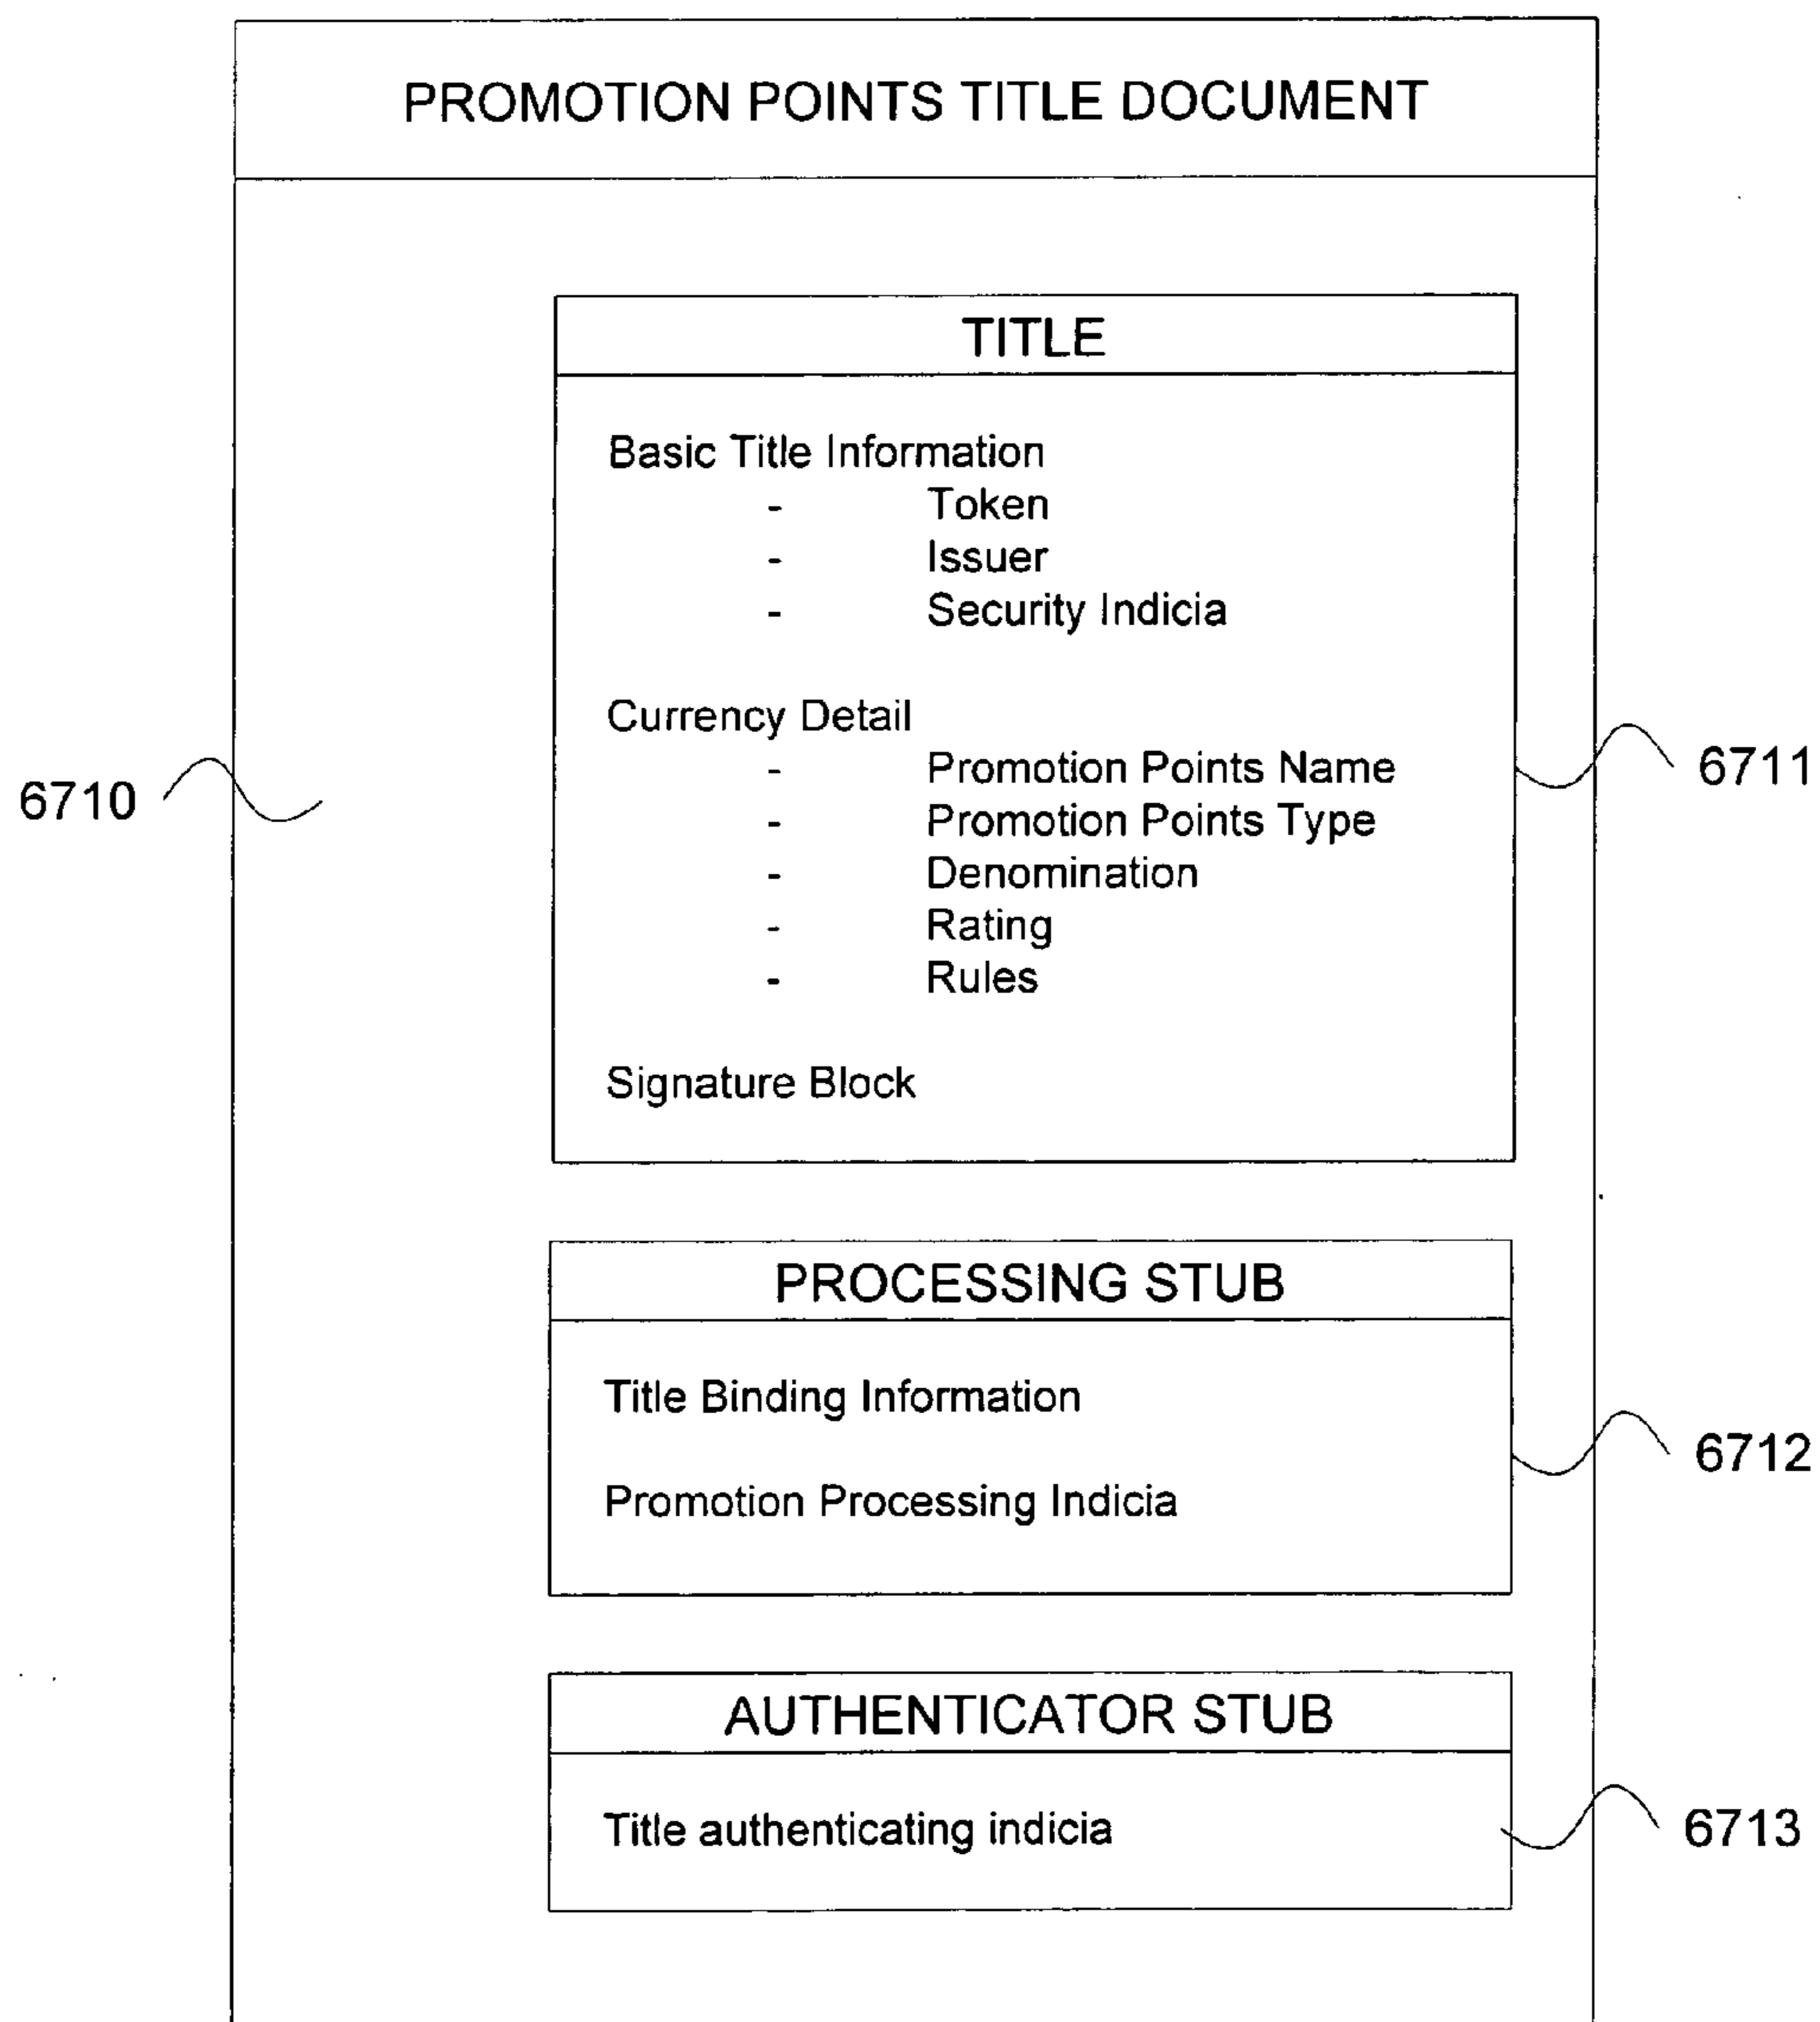 PROMOTION POINTS TITLE DOCUMENT
TITLE
Basic Title Information
- Token
- Issuer
- Security Indicia
Currency Detail
- Promotion Points Name
- Promotion Points Type
- Denomination
- Rating
- Rules
Signature Block
6710
6711
PROCESSING STUB
Title Binding Information
Promotion Processing Indicia
6712
AUTHENTICATOR STUB
Title authenticating indicia
6713